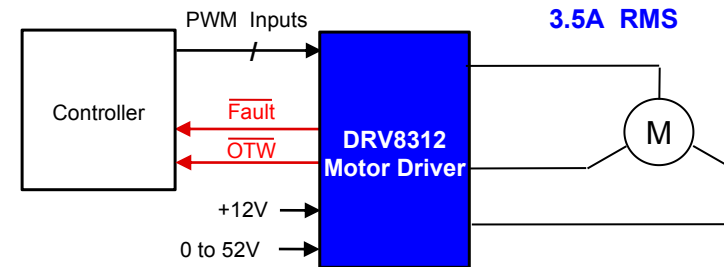 PWM Inputs
3.5A RMS
Controller
Fault
OTW
DRV8312
Motor Driver
M
+12V
0 to 52V